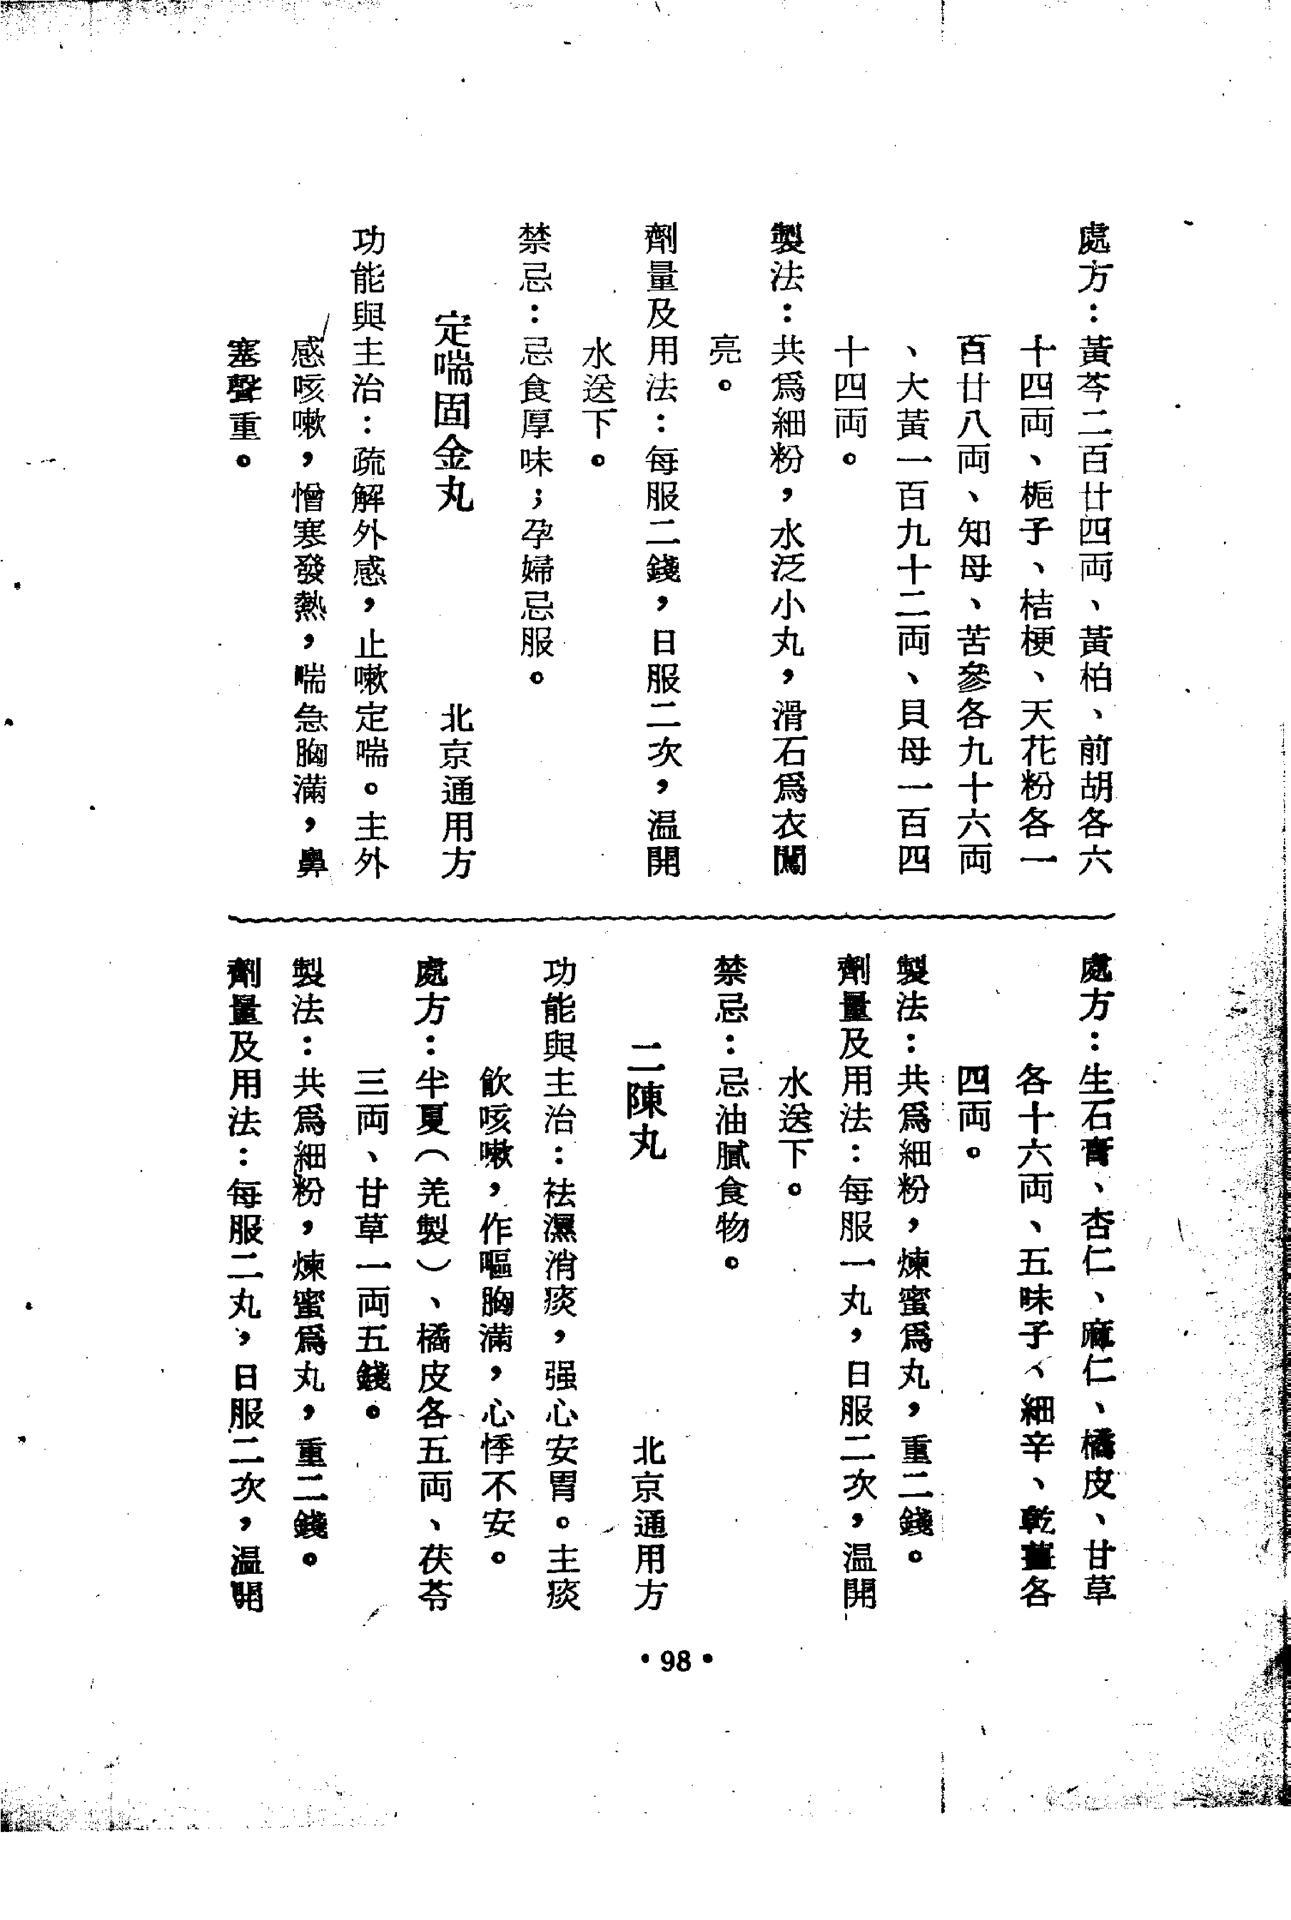 處方：黃芩二百廿四両、黃柏、前胡各六
十四両、梔子、桔梗、天花粉各一
百廿八両、知母、苦參各九十六両
、大黃一百九十二両、貝母一百四
十四両。
製法：共爲細粉，水泛小丸，滑石爲衣闖
亮。
劑量及用法：每服二錢，日服二次，温開
水送下。
禁忌：忌食厚味；孕婦忌服。
定喘固金丸
北京通用方
功能與主治：疏解外感，止嗽定喘。主外
感咳嗽，憎寒發熱，喘急胸滿，鼻
塞聲重。
處方：生石膏、杏仁、麻仁、橘皮、甘草
各十六両、五味子、細辛、乾薑各
四両。
製法：共爲細粉，煉蜜爲丸，重二錢。
劑量及用法：每服一丸，日服二次，温開
水送下。
禁忌：忌油膩食物。
二陳丸
北京通用方
功能與主治：祛濕消痰，强心安胃。主痰
飲咳嗽，作嘔胸滿，心悸不安。
處方：半夏（羌製）、橘皮各五両、茯苓
三両、甘草一両五錢。
製法：共爲細粉，煉蜜爲丸，重二錢。
劑量及用法：每服二丸，日服二次，温開
•98•